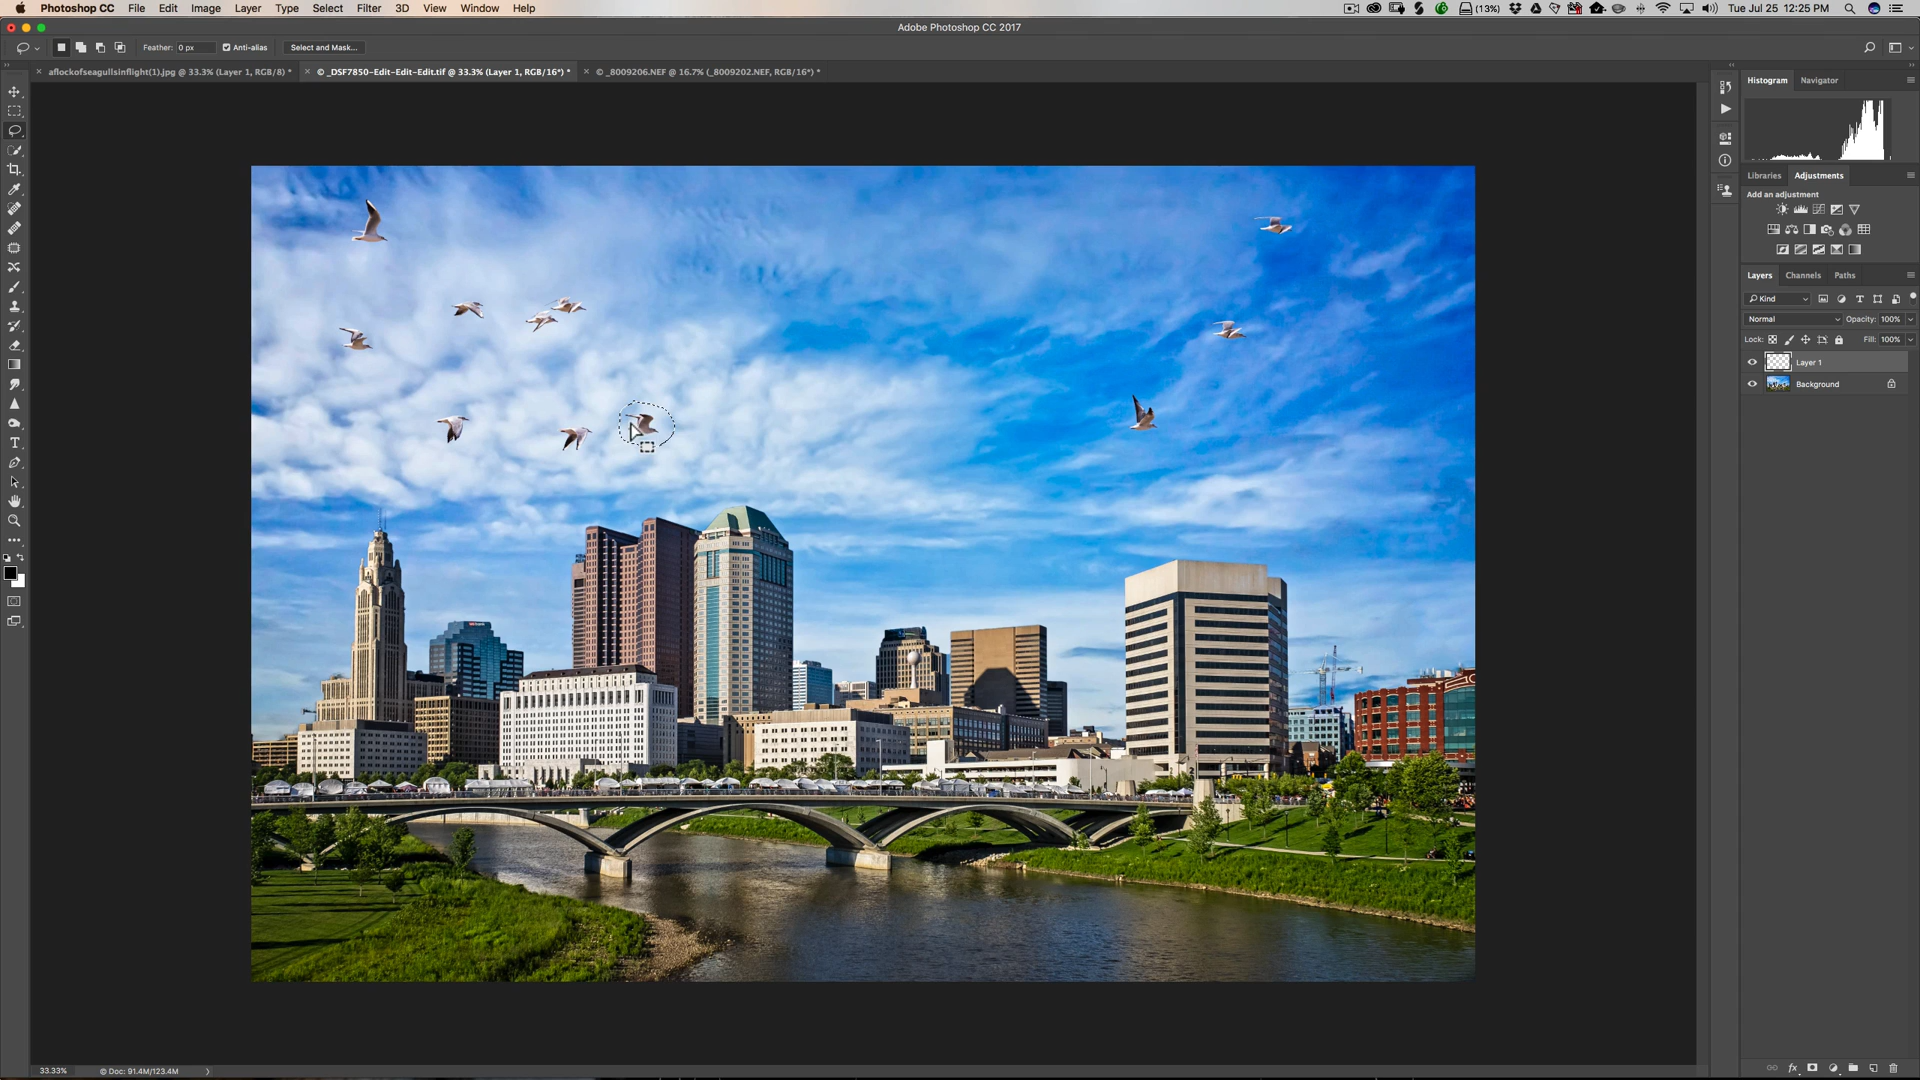 Photoshop CC File Edit Image Layer Type Select Filter 3D View Window Help (13%) Tue Jul 25 12:25 PM
Adobe Photoshop CC 2017
Feather: 0 px Anti-alias Select and Mask...
× aflockofseagullsinflight(1).jpg @ 33.3% (Layer 1, RGB/8) * × © _DSF7850-Edit-Edit-Edit.tif @ 33.3% (Layer 1, RGB/16*) * × © _8009206.NEF @ 16.7% (_8009202.NEF, RGB/16*) *
Histogram Navigator
Libraries Adjustments
Add an adjustment
Layers Channels Paths
Kind
Normal Opacity: 100%
Lock: Fill: 100%
Layer 1
Background
33.33% © Doc: 91.4M/123.4M